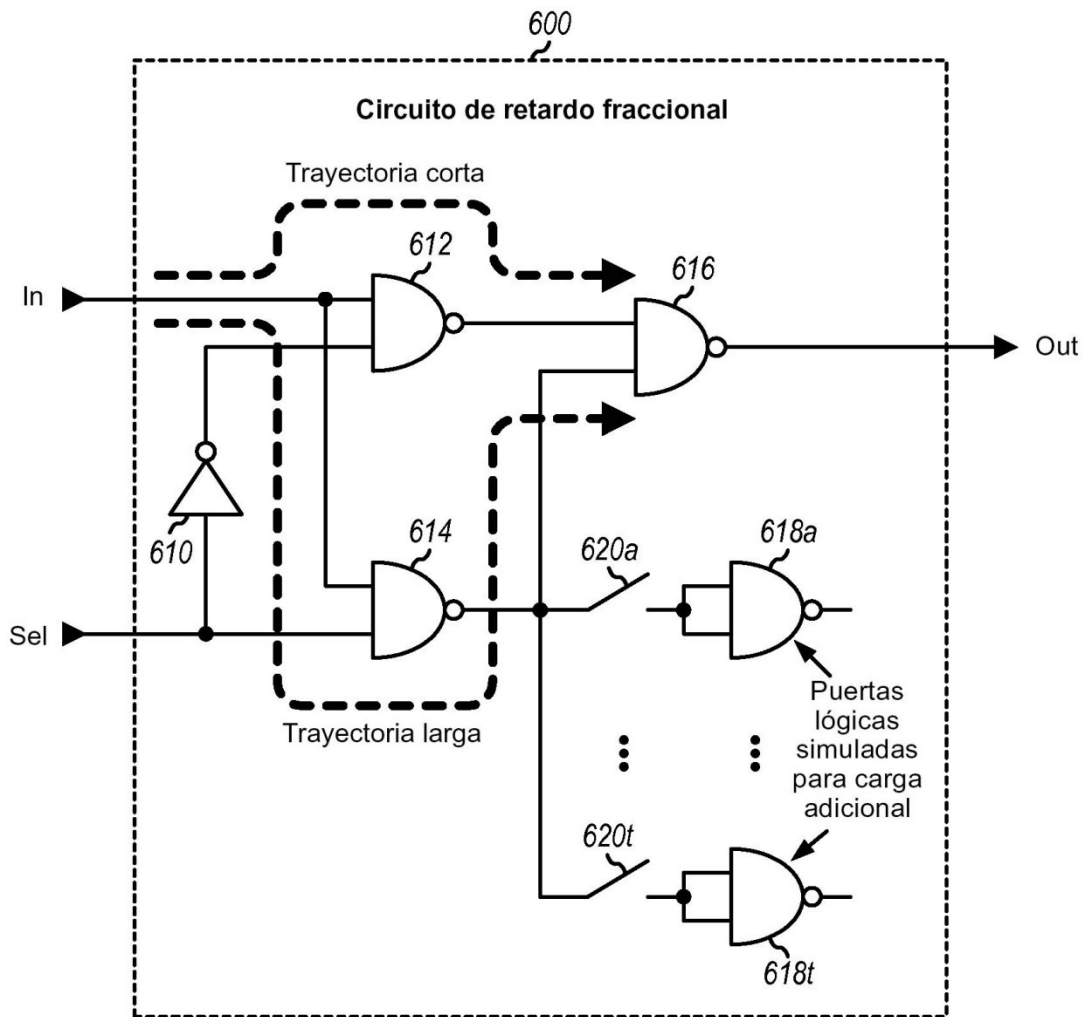 600
Circuito de retardo fraccional
Trayectoria corta
612
616
In
Out
610
614
620a
618a
Sel
Trayectoria larga
Puertas
lógicas
simuladas
para carga
adicional
620t
618t